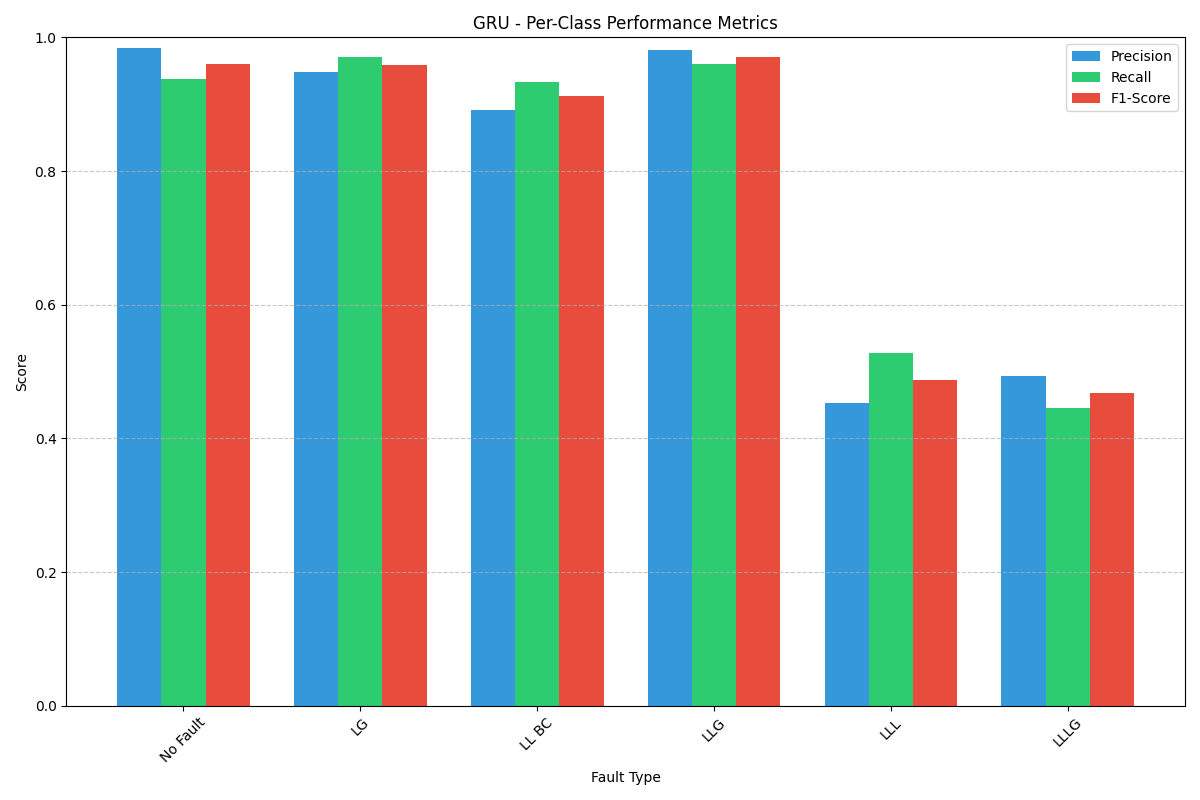 GRU - Per-Class Performance Metrics
Precision
Recall
F1-Score
Score
1.0
0.8
0.6
0.4
0.2
0.0
No Fault
LG
LL BC
LLG
LLL
LLLG
Fault Type